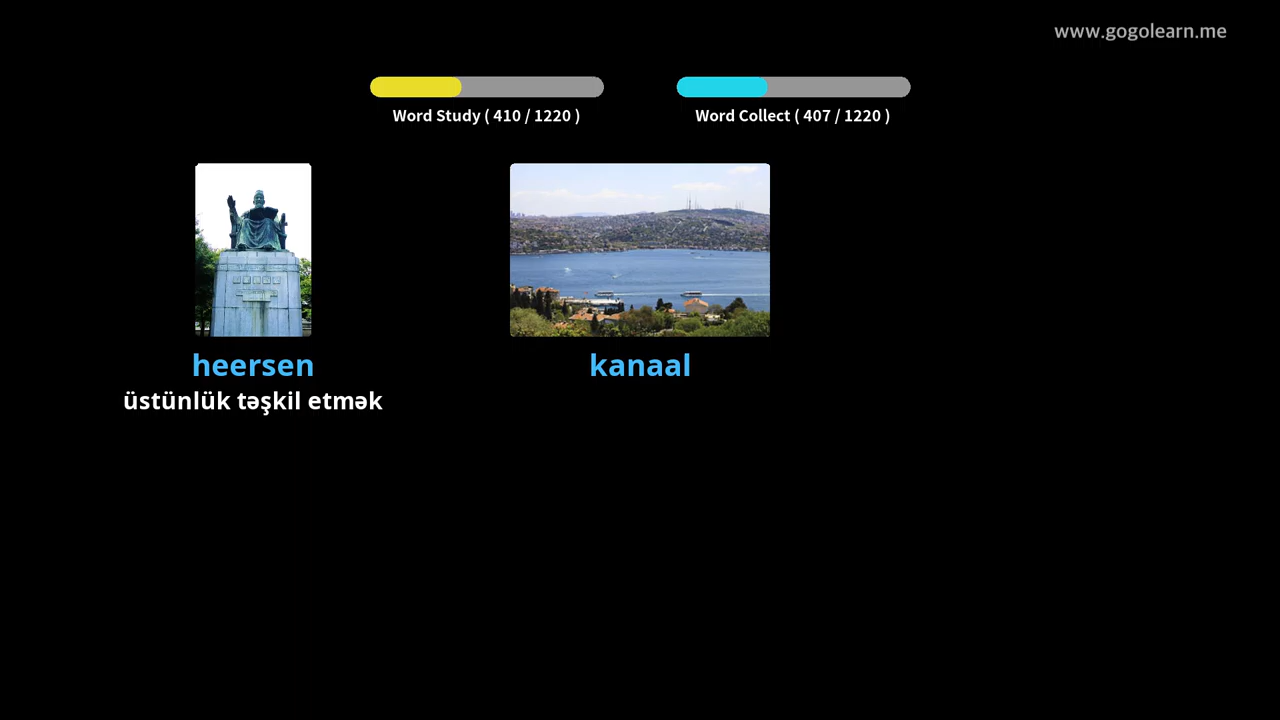 www.gogolearn.me
Word Study ( 410 / 1220 )
Word Collect ( 407 / 1220 )
heersen
üstünlük təşkil etmək
kanaal